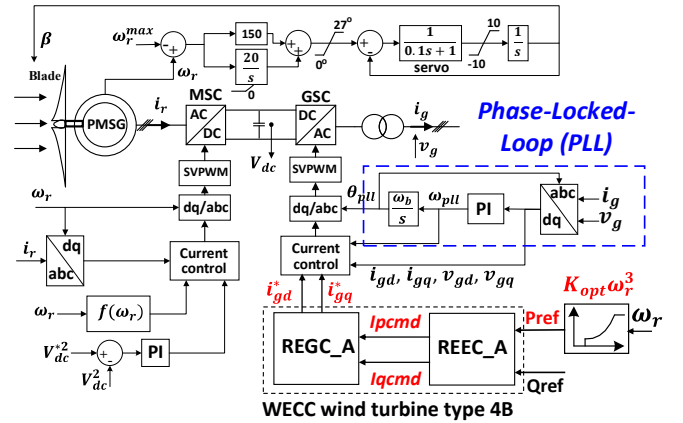 β
ω_r^max
-
+
150
20
s
0
+
+
27°
0°
+
-
1
0.1s + 1
servo
10
-10
1
s
Blade
ω_r
PMSG
i_r
MSC
AC
DC
V_dc
GSC
DC
AC
i_g
v_g
Phase-Locked-
Loop (PLL)
SVPWM
SVPWM
θ_pll
ω_b
s
ω_pll
PI
abc
dq
i_g
v_g
ω_r
dq/abc
dq/abc
i_r
dq
abc
Current
control
Current
control
i_gd, i_gq, v_gd, v_gq
i*_gd
i*_gq
K_opt ω_r^3
ω_r
f(ω_r)
REGC_A
Ipcmd
Iqcmd
REEC_A
Pref
ω_r
Qref
V_dc^*2
+
-
V_dc^2
PI
WECC wind turbine type 4B